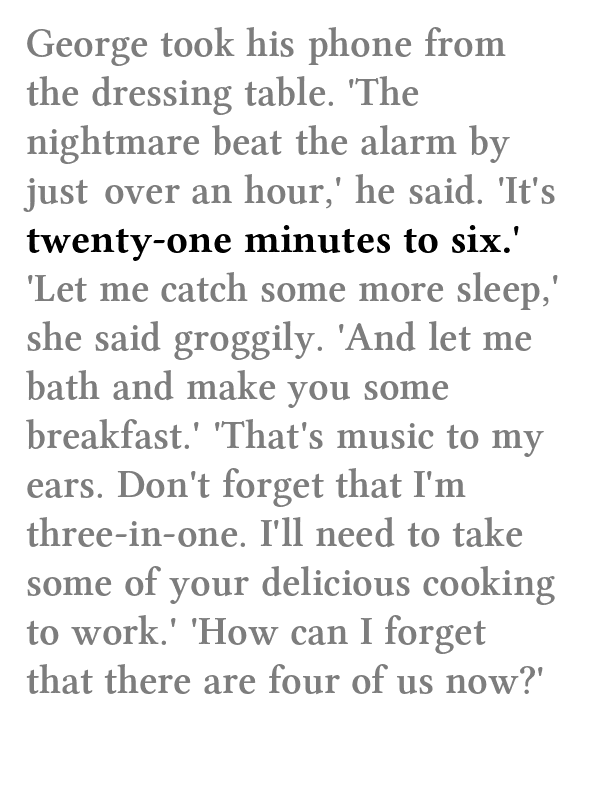 George took his phone from
the dressing table. 'The
nightmare beat the alarm by
just over an hour,' he said. 'It's
twenty-one minutes to six.'
'Let me catch some more sleep,'
she said groggily. 'And let me
bath and make you some
breakfast.' 'That's music to my
ears. Don't forget that I'm
three-in-one. I'll need to take
some of your delicious cooking
to work.' 'How can I forget
that there are four of us now?'